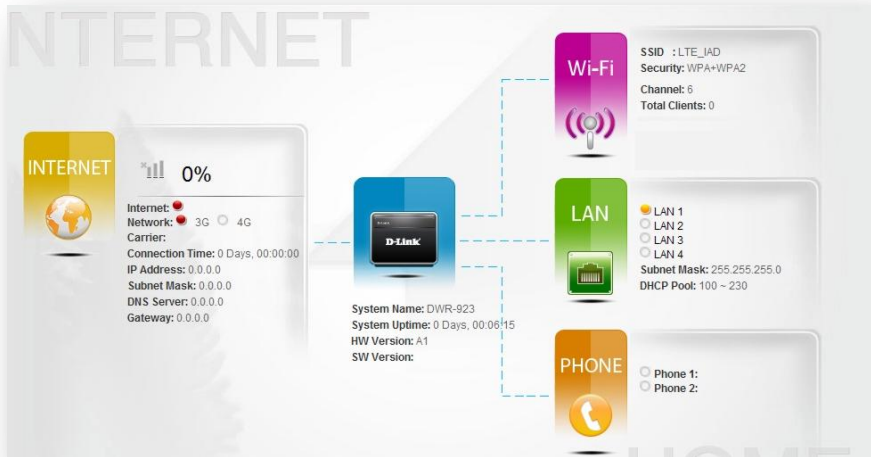 NTERNET
INTERNET
0%
Internet:
Network: 3G 4G
Carrier:
Connection Time: 0 Days, 00:00:00
IP Address: 0.0.0.0
Subnet Mask: 0.0.0.0
DNS Server: 0.0.0.0
Gateway: 0.0.0.0
D-Link
System Name: DWR-923
System Uptime: 0 Days, 00:06:15
HW Version: A1
SW Version:
Wi-Fi
SSID : LTE_IAD
Security: WPA+WPA2
Channel: 6
Total Clients: 0
LAN
LAN 1
LAN 2
LAN 3
LAN 4
Subnet Mask: 255.255.255.0
DHCP Pool: 100 ~ 230
PHONE
Phone 1:
Phone 2:
HOME